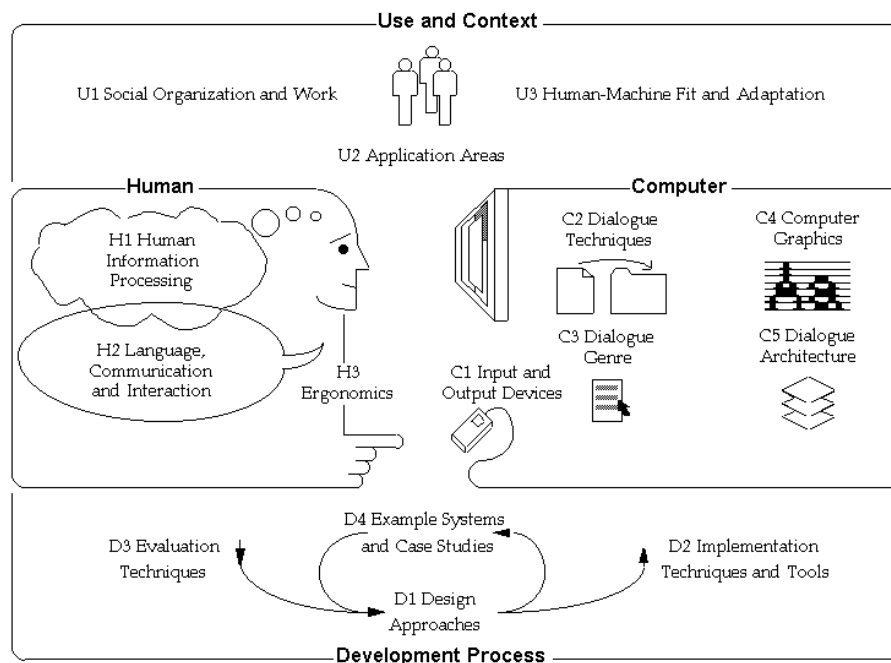 Use and Context
U1 Social Organization and Work
U3 Human-Machine Fit and Adaptation
U2 Application Areas
Human
H1 Human
Information
Processing
H2 Language,
Communication
and Interaction
H3
Ergonomics
Computer
C1 Input and
Output Devices
C2 Dialogue
Techniques
C3 Dialogue
Genre
C4 Computer
Graphics
C5 Dialogue
Architecture
D3 Evaluation
Techniques
D4 Example Systems
and Case Studies
D1 Design
Approaches
D2 Implementation
Techniques and Tools
Development Process